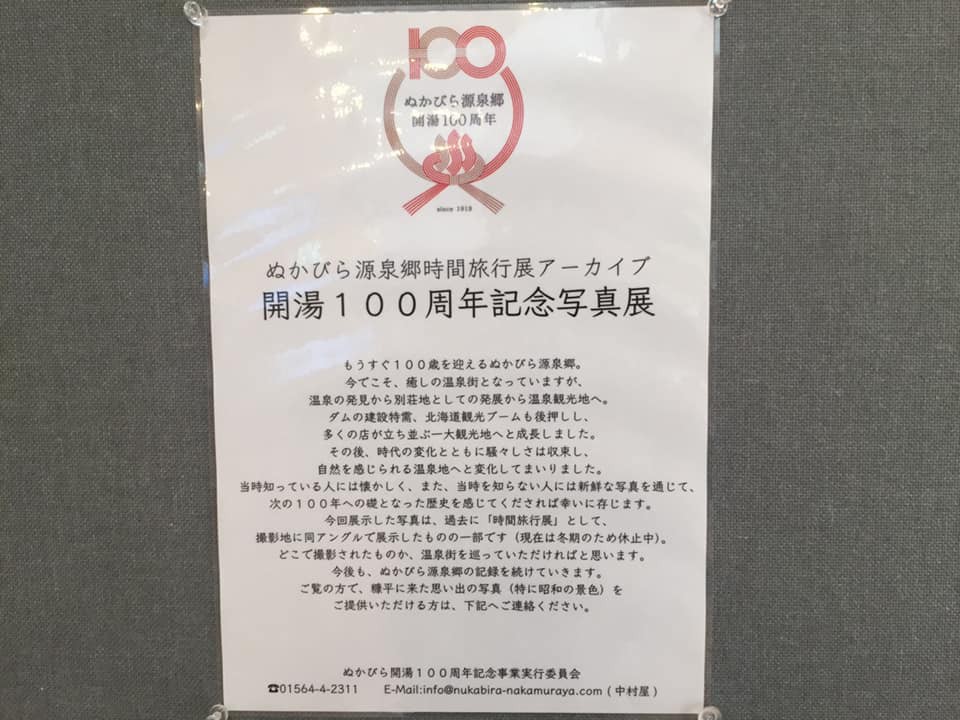 100
ぬかびら源泉郷
開湯100周年
since 1919
ぬかびら源泉郷時間旅行展アーカイブ
開湯１００周年記念写真展
もうすぐ１００歳を迎えるぬかびら源泉郷。
今でこそ、癒しの温泉街となっていますが、
温泉の発見から別荘地としての発展から温泉観光地へ。
ダムの建設特需、北海道観光ブームも後押しし、
多くの店が立ち並ぶ一大観光地へと成長しました。
その後、時代の変化とともに騒々しさは収束し、
自然を感じられる温泉地へと変化してまいりました。
当時知っている人には懐かしく、また、当時を知らない人には新鮮な写真を通じて、
次の１００年への礎となった歴史を感じてくだされば幸いに存じます。
今回展示した写真は、過去に「時間旅行展」として、
撮影地に同アングルで展示したものの一部です（現在は冬期のため休止中）。
どこで撮影されたものか、温泉街を巡っていただければと思います。
今後も、ぬかびら源泉郷の記録を続けていきます。
ご覧の方で、糠平に来た思い出の写真（特に昭和の景色）を
ご提供いただける方は、下記へご連絡ください。
ぬかびら開湯１００周年記念事業実行委員会
☎01564-4-2311 E-Mail:info@nukabira-nakamuraya.com (中村屋)